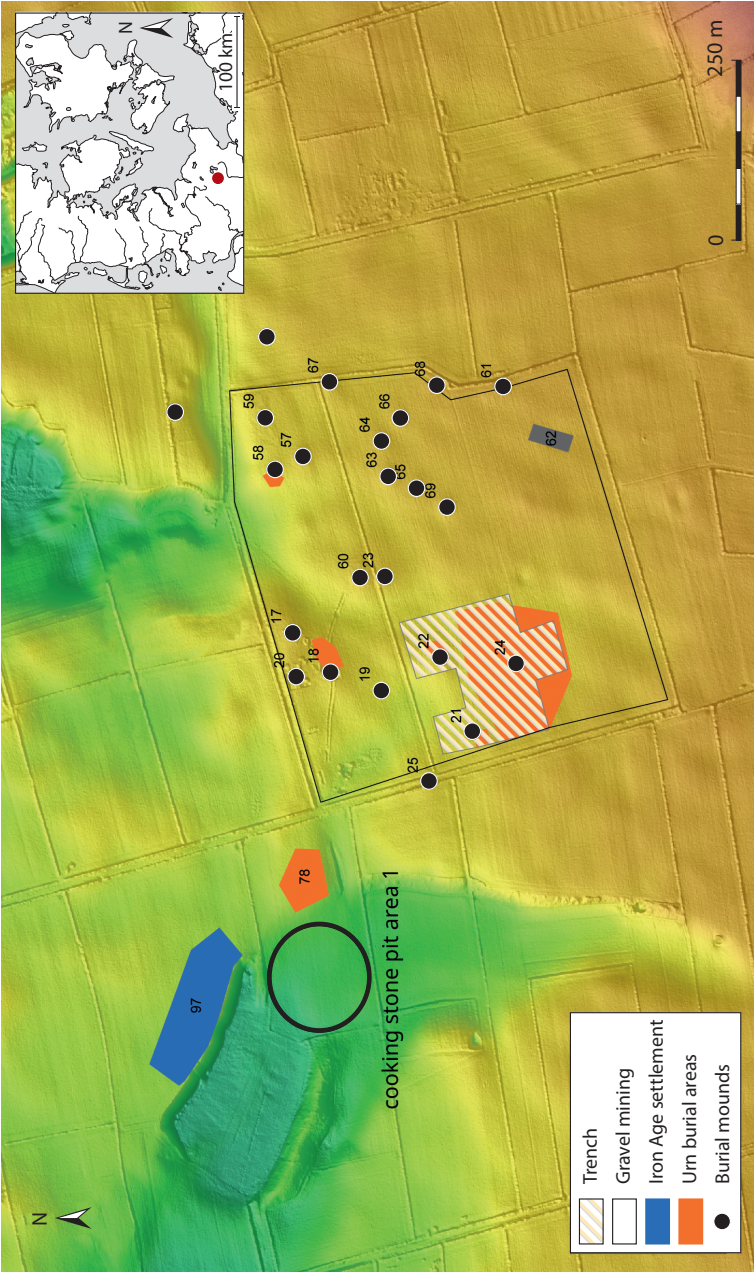 N
N
100 km
97
59
58
17
20
57
78
18
67
60
19
64
23
63
66
cooking stone pit area 1
65
25
68
22
69
21
61
24
62
Trench
Gravel mining
Iron Age settlement
Urn burial areas
Burial mounds
0
250 m